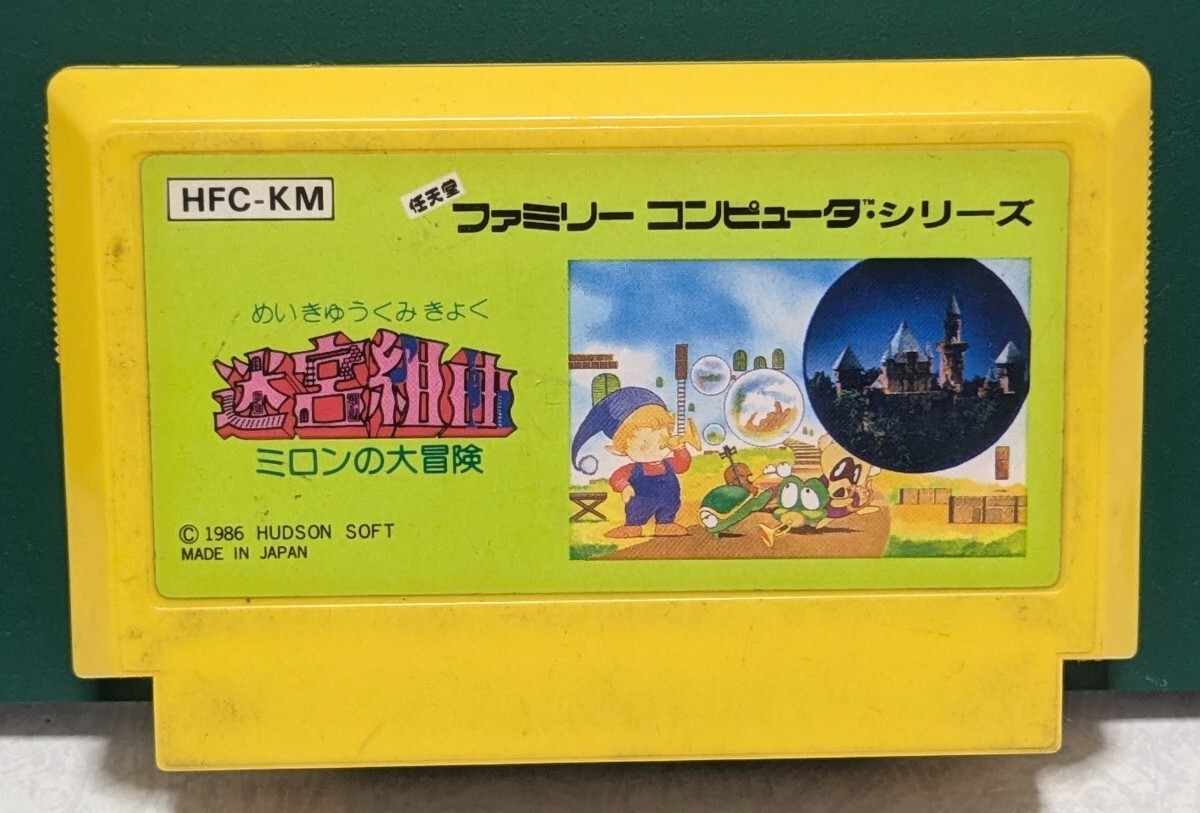 HFC-KM
任天堂
ファミリー コンピュータ™・シリーズ
めいきゅうくみきょく
迷宮組曲
ミロンの大冒険
© 1986 HUDSON SOFT
MADE IN JAPAN